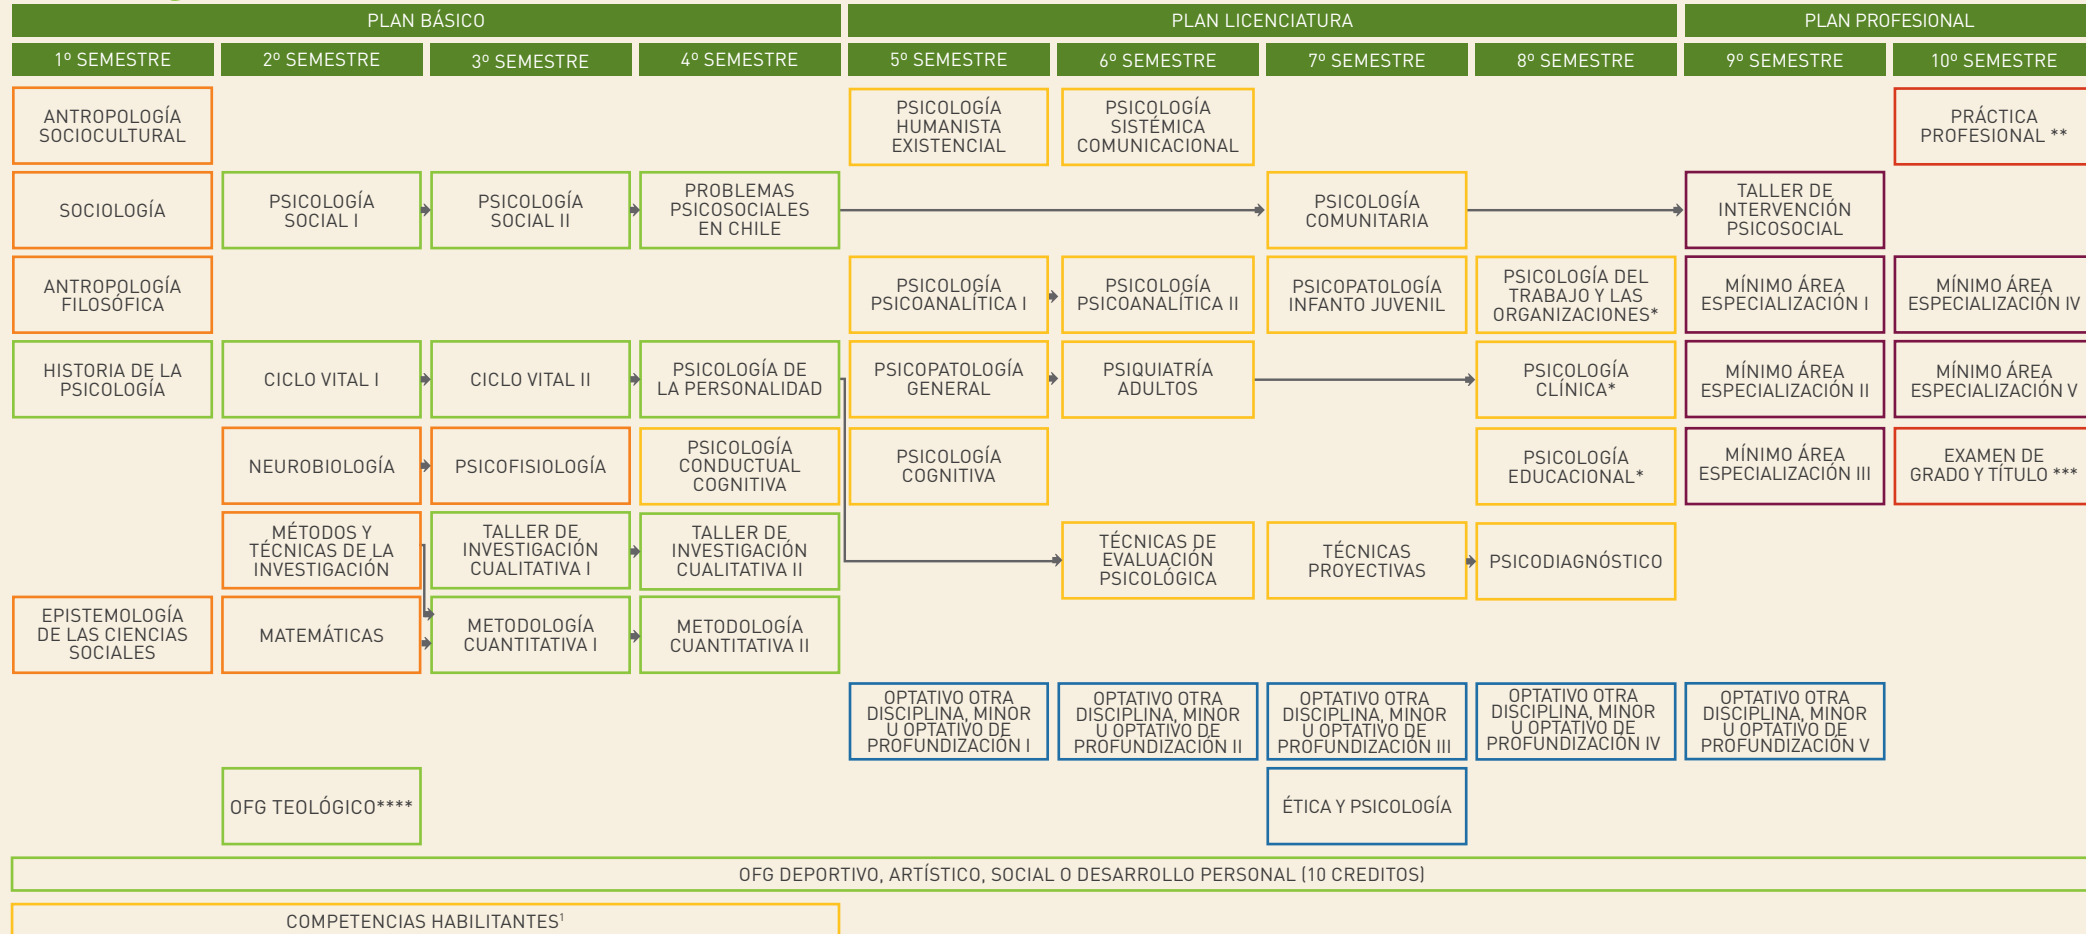 PLAN BÁSICO
PLAN LICENCIATURA
PLAN PROFESIONAL
1º SEMESTRE
2º SEMESTRE
3º SEMESTRE
4º SEMESTRE
5º SEMESTRE
6º SEMESTRE
7º SEMESTRE
8º SEMESTRE
9º SEMESTRE
10º SEMESTRE
ANTROPOLOGÍA
SOCIOCULTURAL
PSICOLOGÍA
HUMANISTA
EXISTENCIAL
PSICOLOGÍA
SISTÉMICA
COMUNICACIONAL
PRÁCTICA
PROFESIONAL **
SOCIOLOGÍA
PSICOLOGÍA
SOCIAL I
PSICOLOGÍA
SOCIAL II
PROBLEMAS
PSICOSOCIALES
EN CHILE
PSICOLOGÍA
COMUNITARIA
TALLER DE
INTERVENCIÓN
PSICOSOCIAL
ANTROPOLOGÍA
FILOSÓFICA
PSICOLOGÍA
PSICOANALÍTICA I
PSICOLOGÍA
PSICOANALÍTICA II
PSICOPATOLOGÍA
INFANTO JUVENIL
PSICOLOGÍA DEL
TRABAJO Y LAS
ORGANIZACIONES*
MÍNIMO ÁREA
ESPECIALIZACIÓN I
MÍNIMO ÁREA
ESPECIALIZACIÓN IV
HISTORIA DE LA
PSICOLOGÍA
CICLO VITAL I
CICLO VITAL II
PSICOLOGÍA DE
LA PERSONALIDAD
PSICOPATOLOGÍA
GENERAL
PSIQUIATRÍA
ADULTOS
PSICOLOGÍA
CLÍNICA*
MÍNIMO ÁREA
ESPECIALIZACIÓN II
MÍNIMO ÁREA
ESPECIALIZACIÓN V
NEUROBIOLOGÍA
PSICOFISIOLOGÍA
PSICOLOGÍA
CONDUCTUAL
COGNITIVA
PSICOLOGÍA
COGNITIVA
PSICOLOGÍA
EDUCACIONAL*
MÍNIMO ÁREA
ESPECIALIZACIÓN III
EXAMEN DE
GRADO Y TÍTULO ***
MÉTODOS Y
TÉCNICAS DE LA
INVESTIGACIÓN
TALLER DE
INVESTIGACIÓN
CUALITATIVA I
TALLER DE
INVESTIGACIÓN
CUALITATIVA II
TÉCNICAS DE
EVALUACIÓN
PSICOLÓGICA
TÉCNICAS
PROYECTIVAS
PSICODIAGNÓSTICO
EPISTEMOLOGÍA
DE LAS CIENCIAS
SOCIALES
MATEMÁTICAS
METODOLOGÍA
CUANTITATIVA I
METODOLOGÍA
CUANTITATIVA II
OPTATIVO OTRA
DISCIPLINA, MINOR
U OPTATIVO DE
PROFUNDIZACIÓN I
OPTATIVO OTRA
DISCIPLINA, MINOR
U OPTATIVO DE
PROFUNDIZACIÓN II
OPTATIVO OTRA
DISCIPLINA, MINOR
U OPTATIVO DE
PROFUNDIZACIÓN III
OPTATIVO OTRA
DISCIPLINA, MINOR
U OPTATIVO DE
PROFUNDIZACIÓN IV
OPTATIVO OTRA
DISCIPLINA, MINOR
U OPTATIVO DE
PROFUNDIZACIÓN V
OFG TEOLÓGICO****
ÉTICA Y PSICOLOGÍA
OFG DEPORTIVO, ARTÍSTICO, SOCIAL O DESARROLLO PERSONAL (10 CREDITOS)
COMPETENCIAS HABILITANTES¹